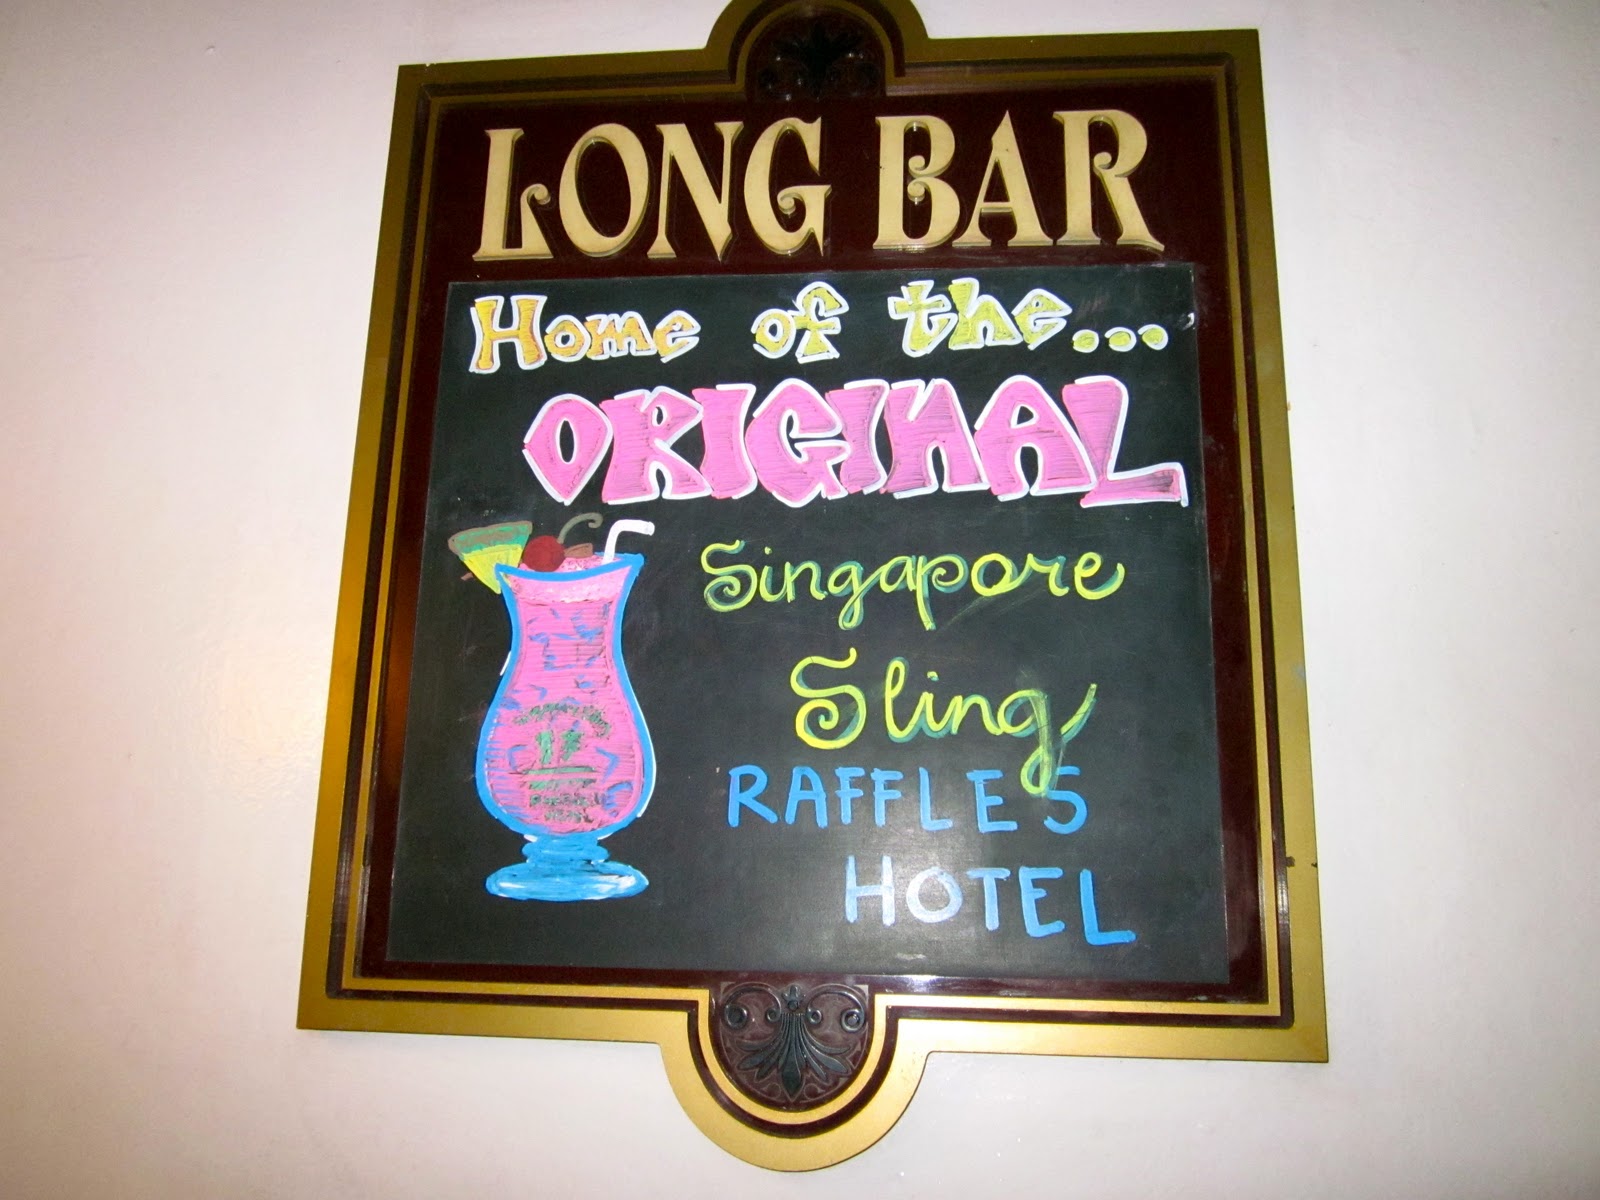 LONG BAR
Home of the...
ORIGINAL
Singapore
Sling
RAFFLES
HOTEL